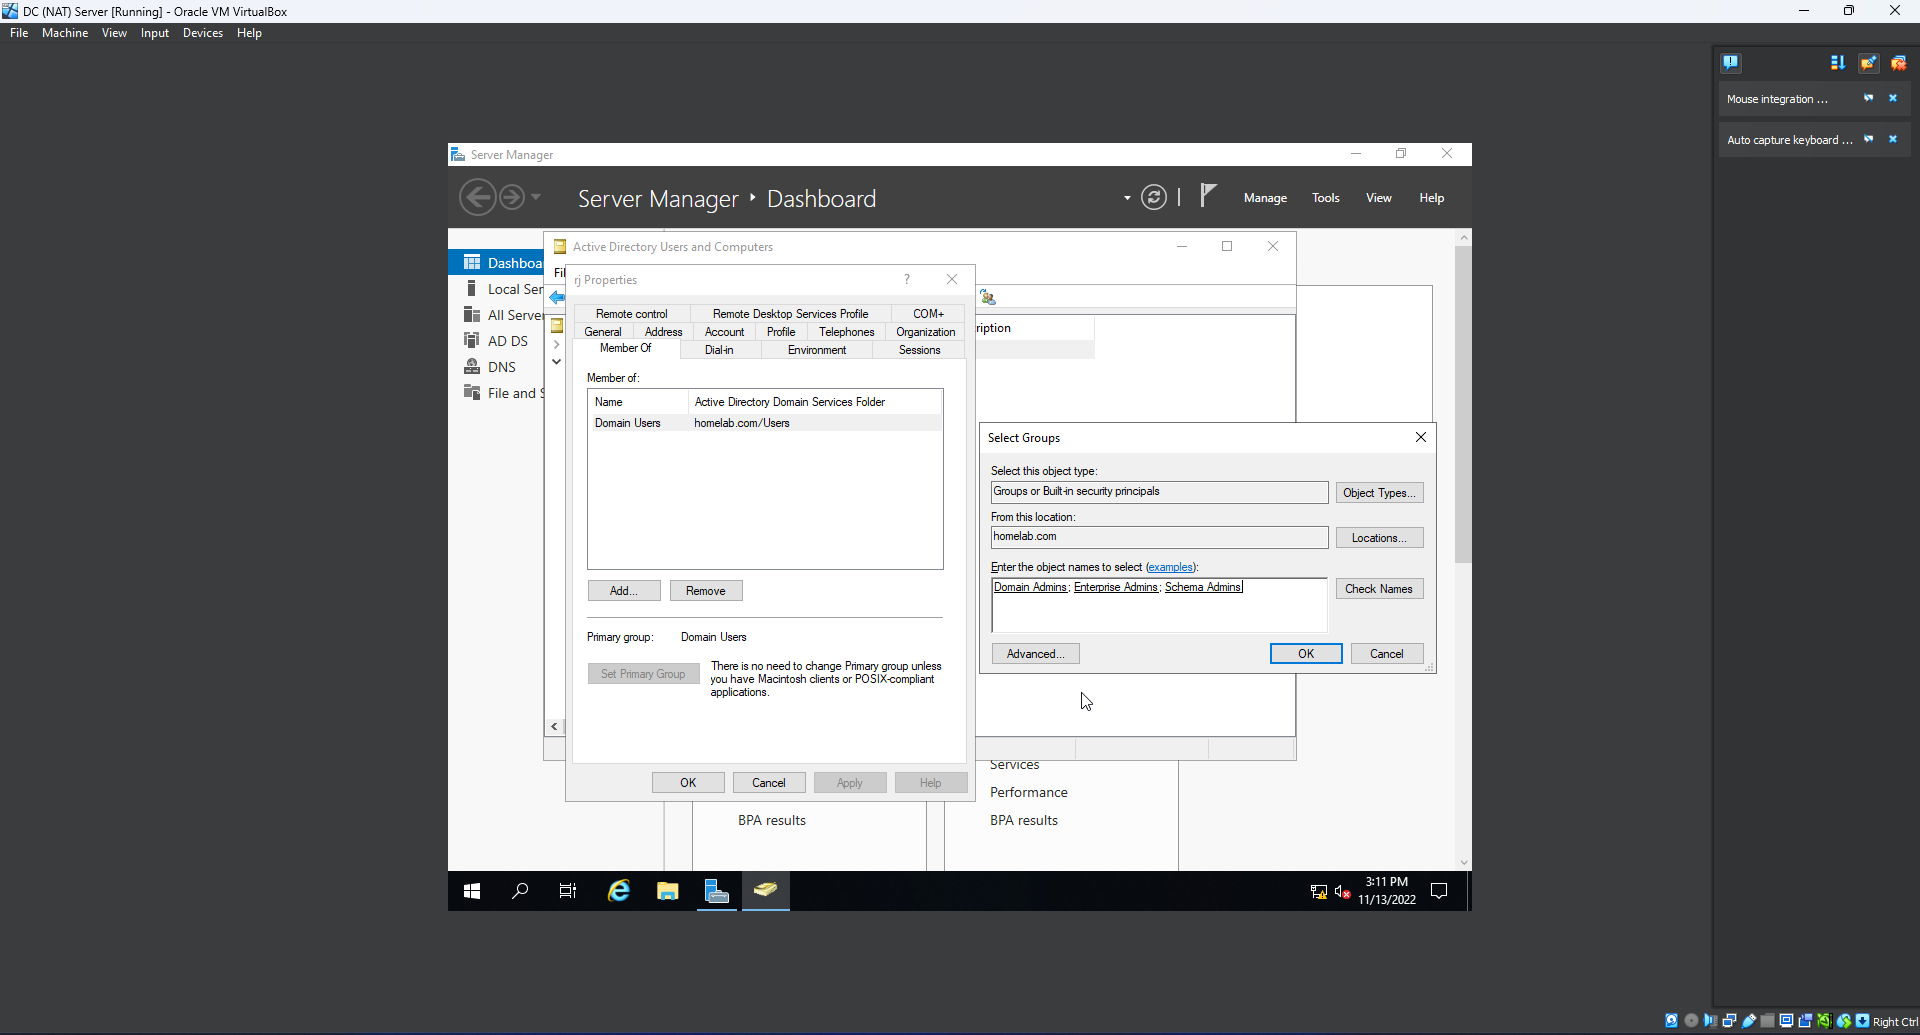 DC (NAT) Server [Running] - Oracle VM VirtualBox
File Machine View Input Devices Help
Mouse integration ...
Auto capture keyboard ...
Server Manager
Server Manager Dashboard
Manage Tools View Help
Dashboa
Local Ser
All Server
AD DS
DNS
File and S
Active Directory Users and Computers
Fil
rj Properties
?
Remote control Remote Desktop Services Profile COM+
General Address Account Profile Telephones Organization
Member Of Dial-in Environment Sessions
Member of:
Name Active Directory Domain Services Folder
Domain Users homelab.com/Users
Add... Remove
Primary group: Domain Users
Set Primary Group
There is no need to change Primary group unless
you have Macintosh clients or POSIX-compliant
applications.
OK Cancel Apply Help
ription
Select Groups
Select this object type:
Groups or Built-in security principals
Object Types...
From this location:
homelab.com
Locations...
Enter the object names to select (examples):
Domain Admins; Enterprise Admins; Schema Admins
Check Names
Advanced... OK Cancel
Services
Performance
BPA results
BPA results
3:11 PM
11/13/2022
Right Ctrl